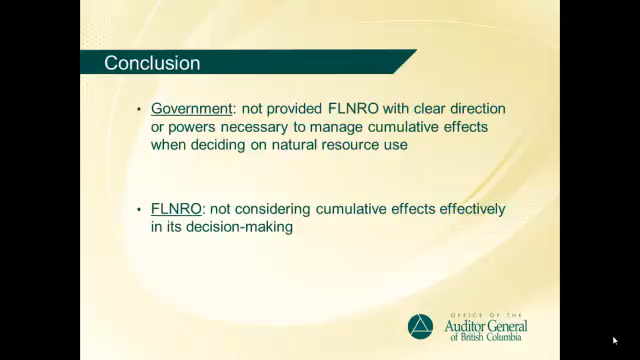 Conclusion
• Government: not provided FLNRO with clear direction
or powers necessary to manage cumulative effects
when deciding on natural resource use
• FLNRO: not considering cumulative effects effectively
in its decision-making
OFFICE OF THE
Auditor General
of British Columbia